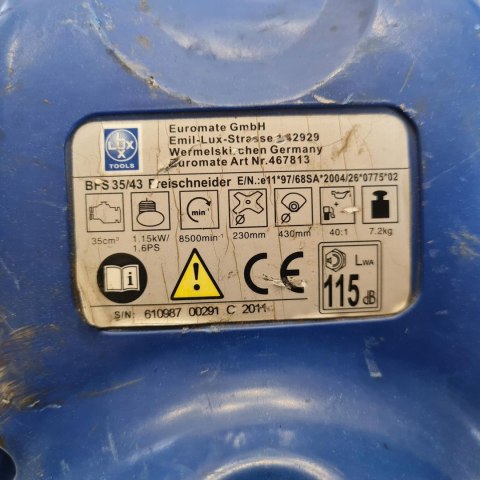 LUX
TOOLS
Euromate GmbH
Emil-Lux-Strasse 42929
Wermelskirchen Germany
Euromate Art Nr.467813
BFS 35/43 Freischneider E/N.:e11*97/68SA*2004/26*0775*02
min⁻¹
35cm³ 1.15kW/ 8500min⁻¹ 230mm 430mm 40:1 7.2kg
1.6PS
i ! CE LWA
115 dB
S/N: 610987 00291 C 2011